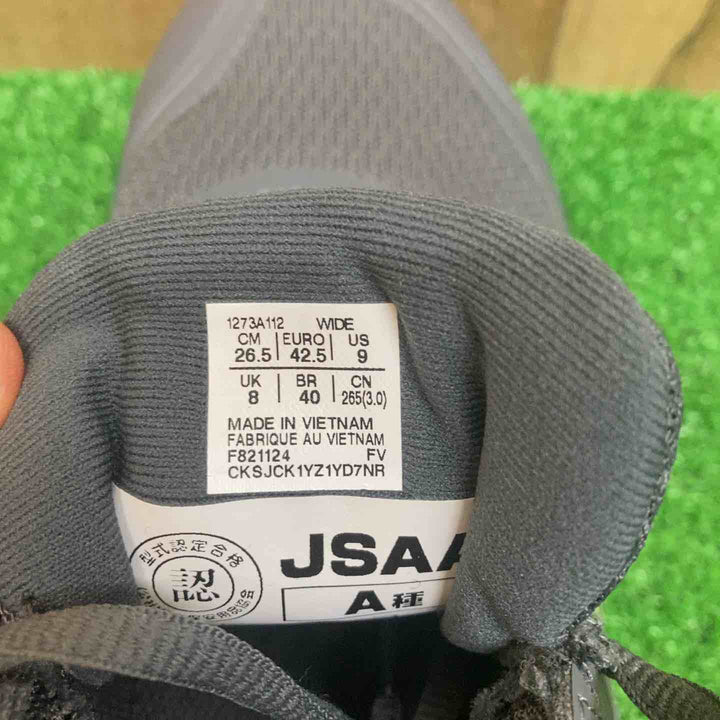 1273A112 WIDE
CM EURO US
26.5 42.5 9
UK BR CN
8 40 265(3.0)
MADE IN VIETNAM
FABRIQUE AU VIETNAM
F821124 FV
CKSJCK1YZ1YD7NR
型式認定合格
認
JSAA
A種